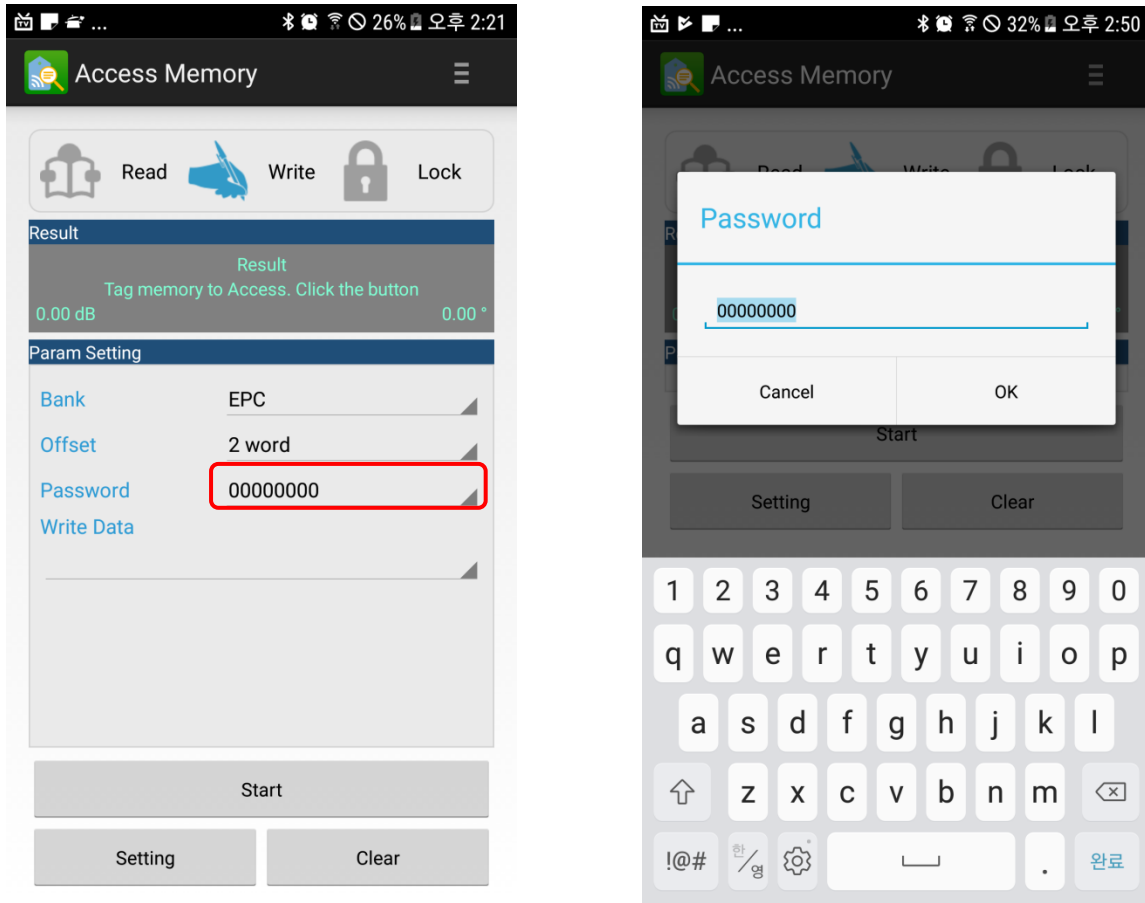 ... 26% 오후 2:21
Access Memory
Read Write Lock
Result
Result
Tag memory to Access. Click the button
0.00 dB 0.00 °
Param Setting
Bank EPC
Offset 2 word
Password 00000000
Write Data
Start
Setting Clear
... 32% 오후 2:50
Access Memory
Read Write Lock
Password
00000000
Cancel OK
Start
Setting Clear
1 2 3 4 5 6 7 8 9 0
q w e r t y u i o p
a s d f g h j k l
z x c v b n m
!@# 한/영 . 완료